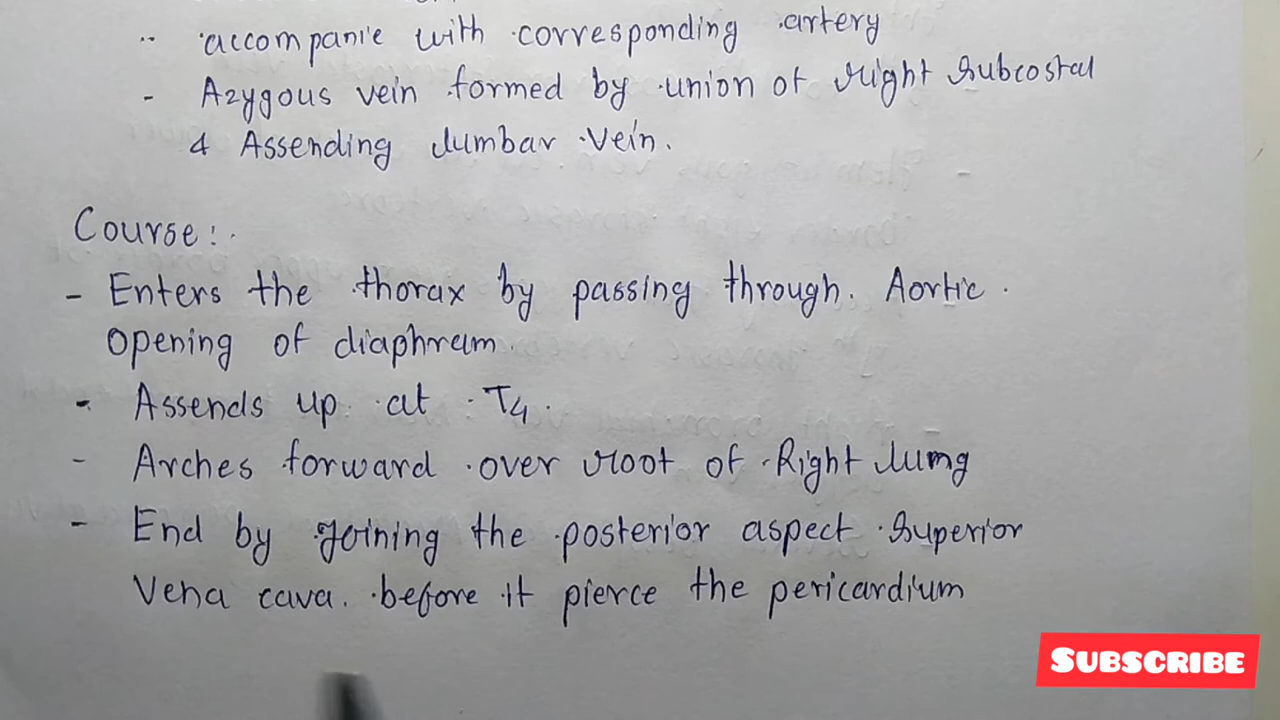 accompanie with corresponding artery
- Azygous vein formed by union of right subcostal
& Assending lumbar vein.
Course:
- Enters the thorax by passing through Aortic
opening of diaphram.
- Assends up at T4.
- Arches forward over root of Right lung
- End by joining the posterior aspect superior
Vena cava. before it pierce the pericardium
SUBSCRIBE